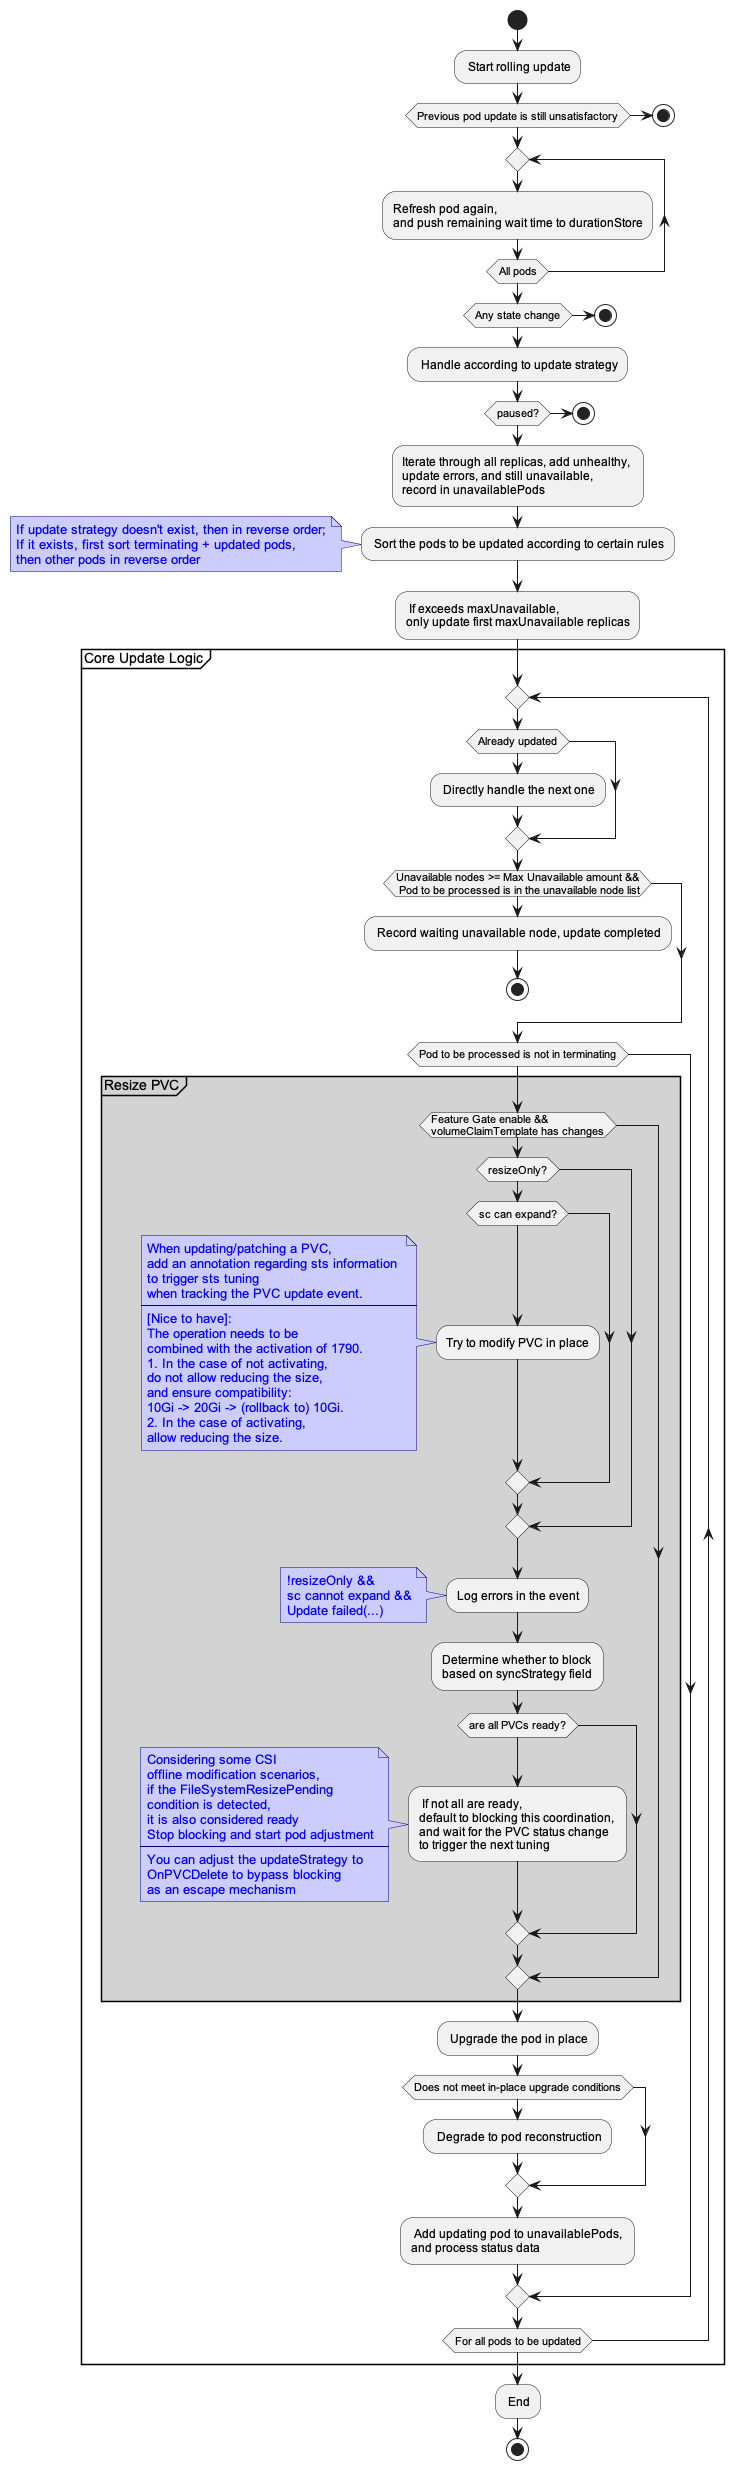 Start rolling update
Previous pod update is still unsatisfactory
Refresh pod again,
and push remaining wait time to durationStore
All pods
Any state change
Handle according to update strategy
paused?
Iterate through all replicas, add unhealthy,
update errors, and still unavailable,
record in unavailablePods
If update strategy doesn't exist, then in reverse order;
If it exists, first sort terminating + updated pods,
then other pods in reverse order
Sort the pods to be updated according to certain rules
If exceeds maxUnavailable,
only update first maxUnavailable replicas
Core Update Logic
Already updated
Directly handle the next one
Unavailable nodes >= Max Unavailable amount &&
Pod to be processed is in the unavailable node list
Record waiting unavailable node, update completed
Pod to be processed is not in terminating
Resize PVC
Feature Gate enable &&
volumeClaimTemplate has changes
resizeOnly?
sc can expand?
When updating/patching a PVC,
add an annotation regarding sts information
to trigger sts tuning
when tracking the PVC update event.
[Nice to have]:
The operation needs to be
combined with the activation of 1790.
1. In the case of not activating,
do not allow reducing the size,
and ensure compatibility:
10Gi -> 20Gi -> (rollback to) 10Gi.
2. In the case of activating,
allow reducing the size.
Try to modify PVC in place
!resizeOnly &&
sc cannot expand &&
Update failed(...)
Log errors in the event
Determine whether to block
based on syncStrategy field
are all PVCs ready?
Considering some CSI
offline modification scenarios,
if the FileSystemResizePending
condition is detected,
it is also considered ready
Stop blocking and start pod adjustment
You can adjust the updateStrategy to
OnPVCDelete to bypass blocking
as an escape mechanism
If not all are ready,
default to blocking this coordination,
and wait for the PVC status change
to trigger the next tuning
Upgrade the pod in place
Does not meet in-place upgrade conditions
Degrade to pod reconstruction
Add updating pod to unavailablePods,
and process status data
For all pods to be updated
End